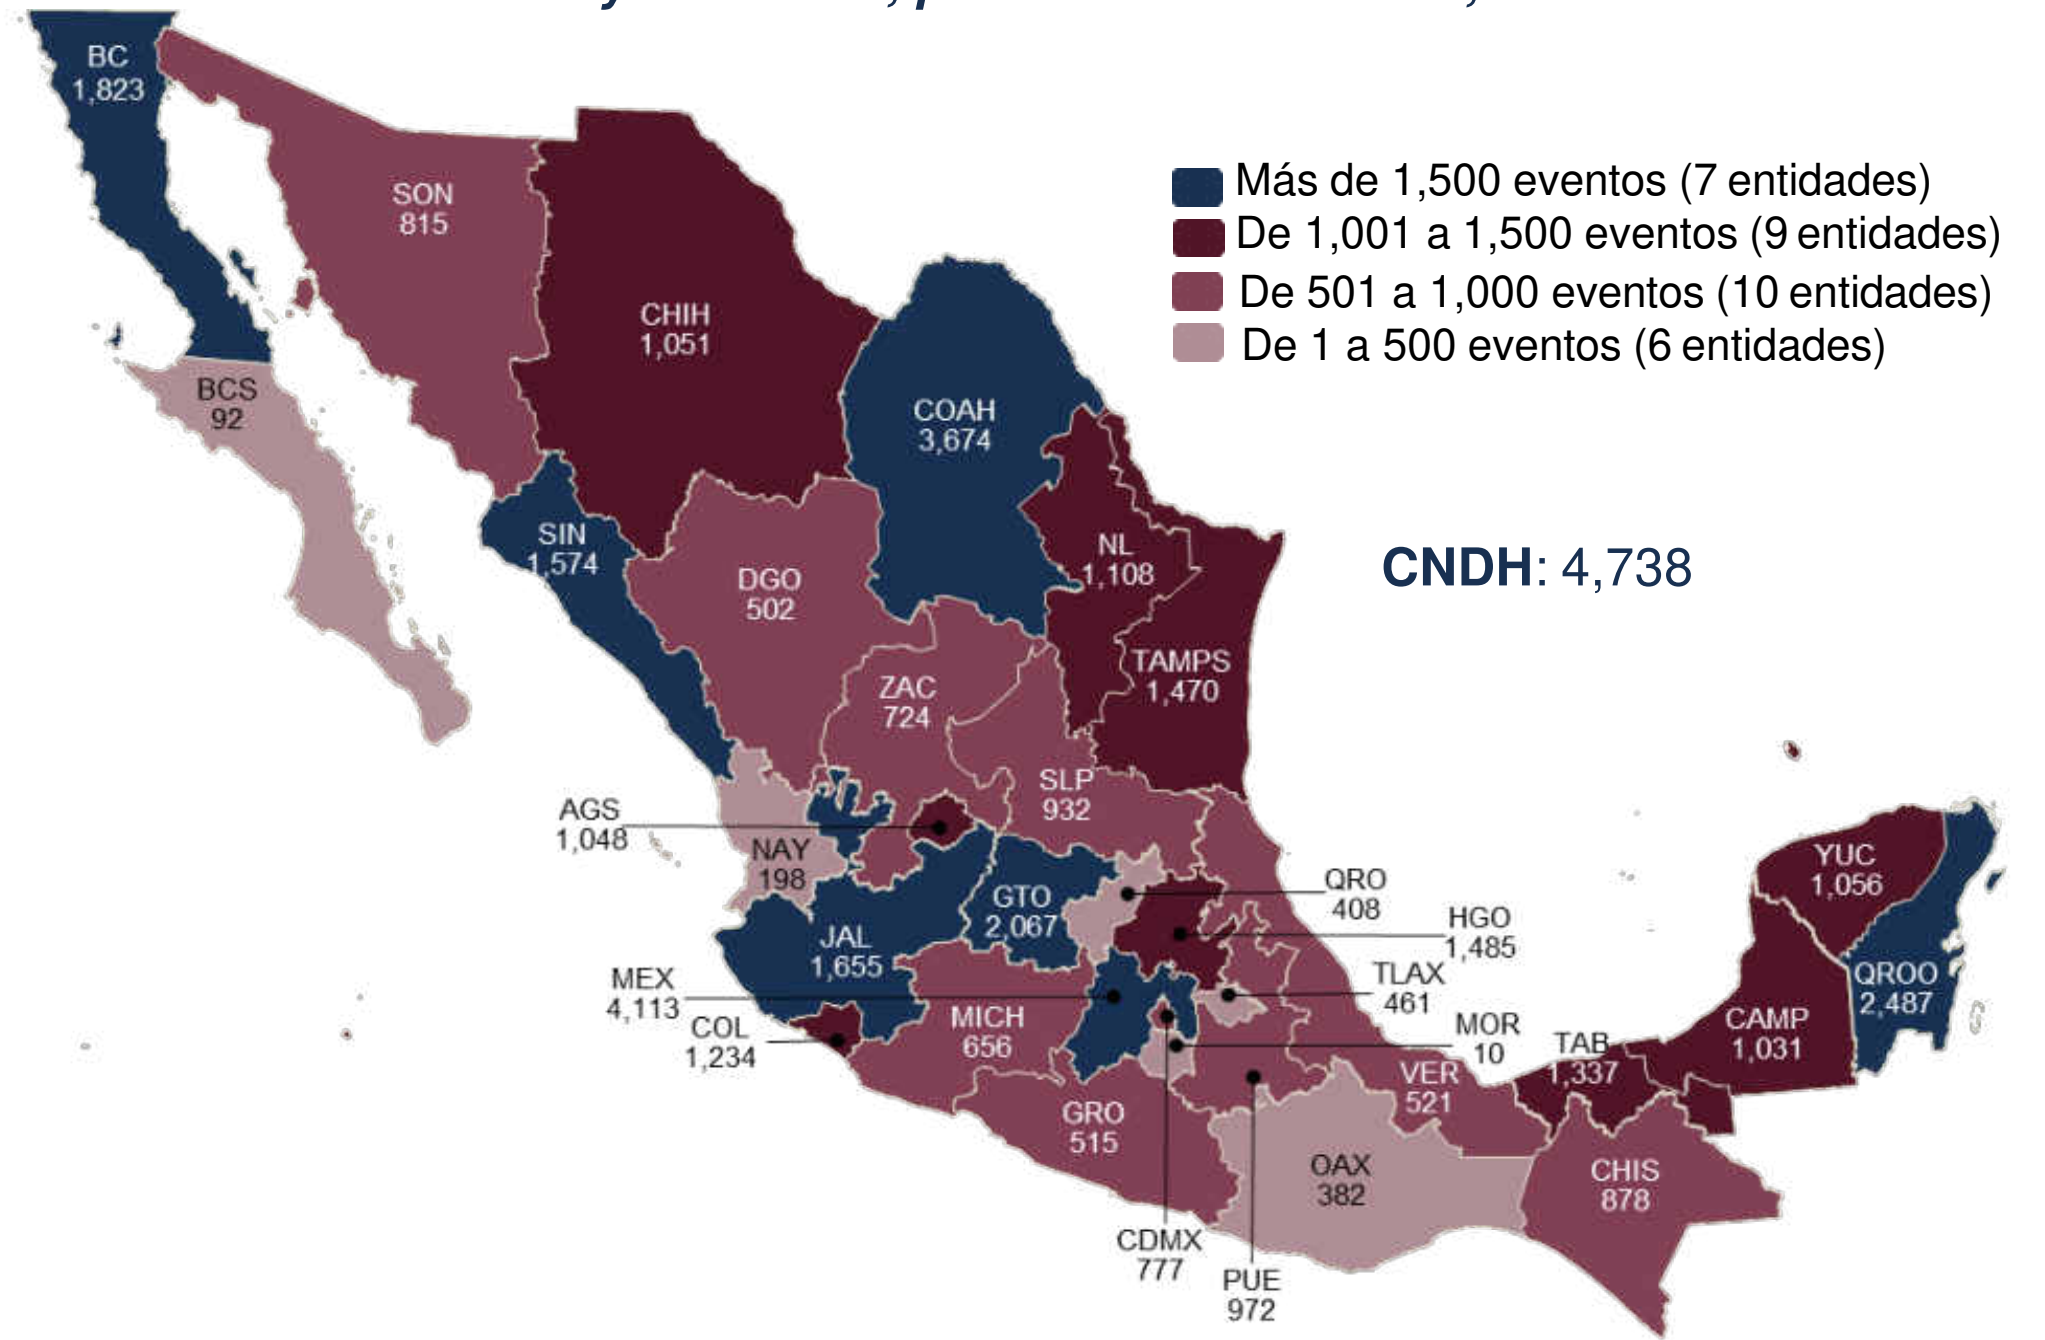 BC
1,823
SON
815
CHIH
1,051
Más de 1,500 eventos (7 entidades)
De 1,001 a 1,500 eventos (9 entidades)
De 501 a 1,000 eventos (10 entidades)
De 1 a 500 eventos (6 entidades)
BCS
92
COAH
3,674
SIN
1,574
NL
1,108
CNDH: 4,738
DGO
502
TAMPS
1,470
ZAC
724
SLP
932
AGS
1,048
NAY
198
YUC
1,056
GTO
2,067
QRO
408
HGO
1,485
JAL
1,655
MEX
4,113
TLAX
461
QROO
2,487
COL
1,234
MICH
656
MOR
10
TAB
1,337
CAMP
1,031
VER
521
GRO
515
OAX
382
CHIS
878
CDMX
777
PUE
972